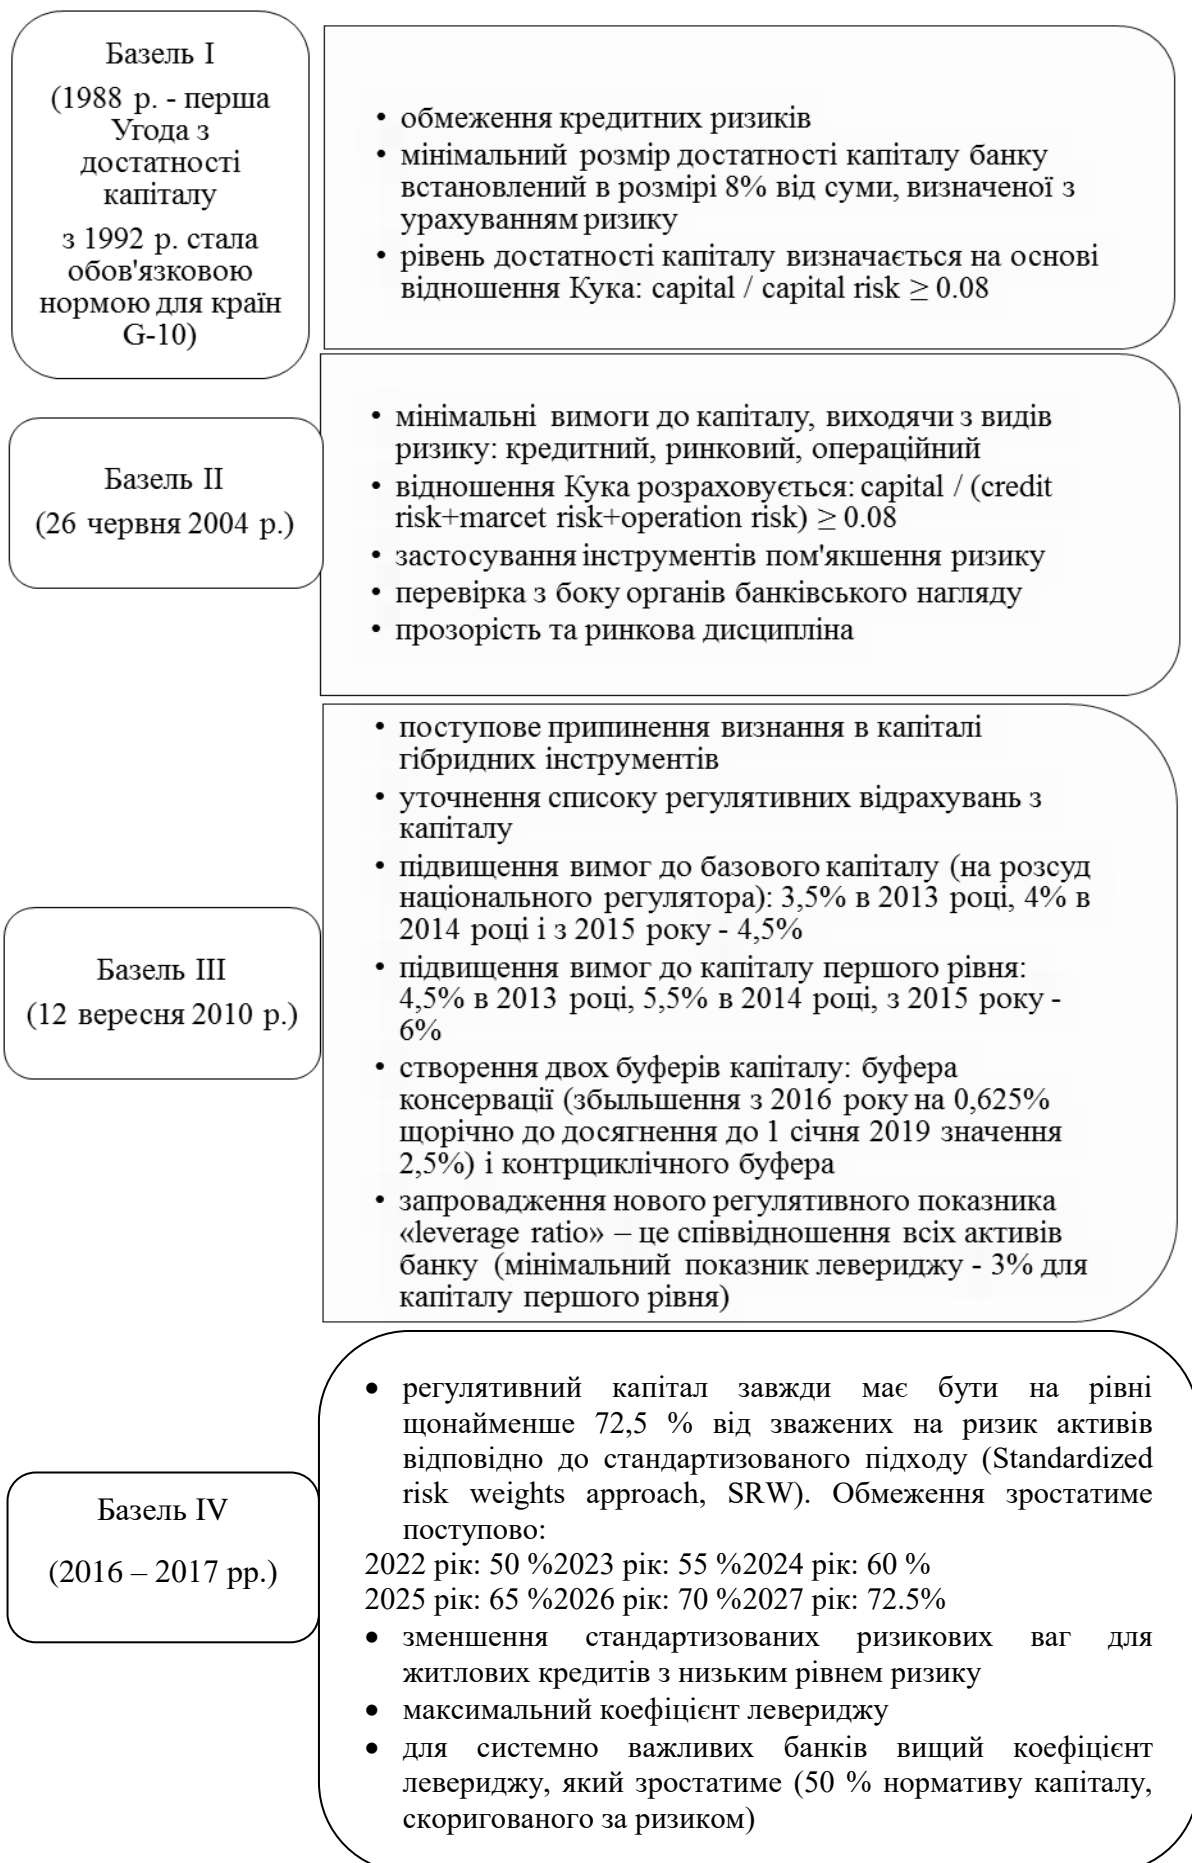 Базель I
(1988 р. - перша
Угода з
достатності
капіталу
з 1992 р. стала
обов'язковою
нормою для країн
G-10)
• обмеження кредитних ризиків
• мінімальний розмір достатності капіталу банку
встановлений в розмірі 8% від суми, визначеної з
урахуванням ризику
• рівень достатності капіталу визначається на основі
відношення Кука: capital / capital risk ≥ 0.08
Базель II
(26 червня 2004 р.)
• мінімальні вимоги до капіталу, виходячи з видів
ризику: кредитний, ринковий, операційний
• відношення Кука розраховується: capital / (credit
risk+marcet risk+operation risk) ≥ 0.08
• застосування інструментів пом'якшення ризику
• перевірка з боку органів банківського нагляду
• прозорість та ринкова дисципліна
Базель III
(12 вересня 2010 р.)
• поступове припинення визнання в капіталі
гібридних інструментів
• уточнення списоку регулятивних відрахувань з
капіталу
• підвищення вимог до базового капіталу (на розсуд
національного регулятора): 3,5% в 2013 році, 4% в
2014 році і з 2015 року - 4,5%
• підвищення вимог до капіталу першого рівня:
4,5% в 2013 році, 5,5% в 2014 році, з 2015 року -
6%
• створення двох буферів капіталу: буфера
консервації (збыльшення з 2016 року на 0,625%
щорічно до досягнення до 1 січня 2019 значення
2,5%) і контрциклічного буфера
• запровадження нового регулятивного показника
«leverage ratio» – це співвідношення всіх активів
банку (мінімальний показник левериджу - 3% для
капіталу першого рівня)
Базель IV
(2016 – 2017 рр.)
• регулятивний капітал завжди має бути на рівні
щонайменше 72,5 % від зважених на ризик активів
відповідно до стандартизованого підходу (Standardized
risk weights approach, SRW). Обмеження зростатиме
поступово:
2022 рік: 50 %2023 рік: 55 %2024 рік: 60 %
2025 рік: 65 %2026 рік: 70 %2027 рік: 72.5%
• зменшення стандартизованих ризикових ваг для
житлових кредитів з низьким рівнем ризику
• максимальний коефіцієнт левериджу
• для системно важливих банків вищий коефіцієнт
левериджу, який зростатиме (50 % нормативу капіталу,
скоригованого за ризиком)